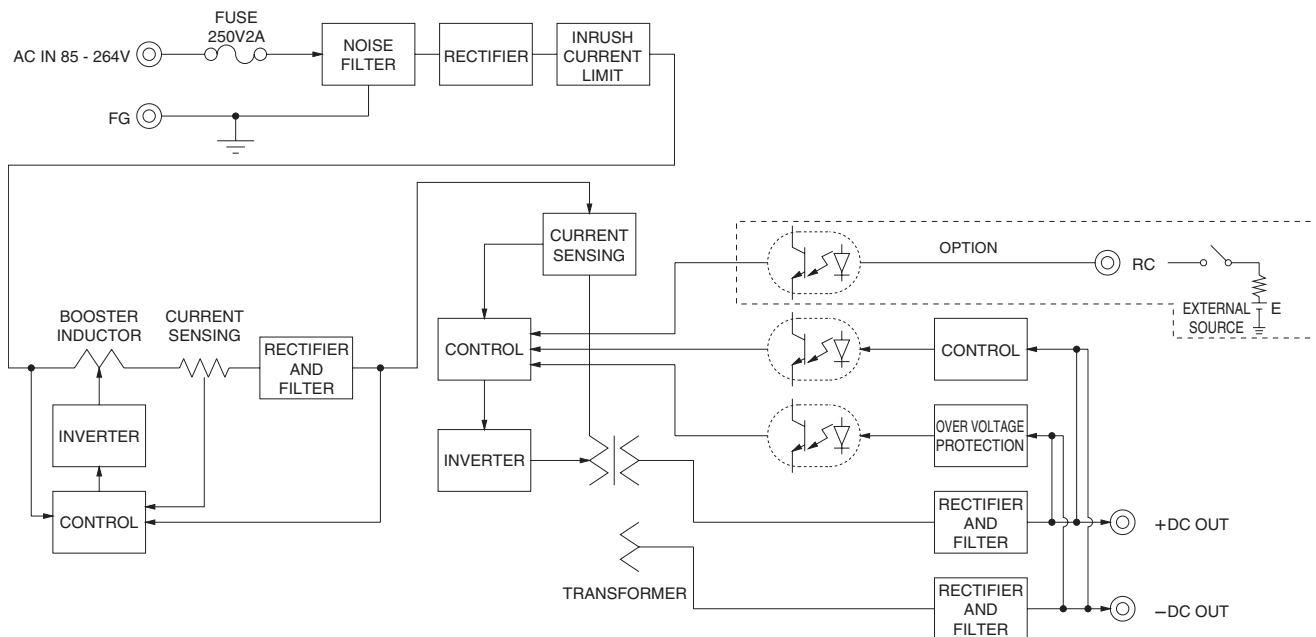 FUSE
250V2A
AC IN 85 - 264V
NOISE
FILTER
RECTIFIER
INRUSH
CURRENT
LIMIT
FG
CURRENT
SENSING
OPTION
RC
EXTERNAL
SOURCE
E
BOOSTER
INDUCTOR
CURRENT
SENSING
RECTIFIER
AND
FILTER
CONTROL
CONTROL
INVERTER
INVERTER
OVER VOLTAGE
PROTECTION
CONTROL
RECTIFIER
AND
FILTER
+DC OUT
TRANSFORMER
RECTIFIER
AND
FILTER
−DC OUT